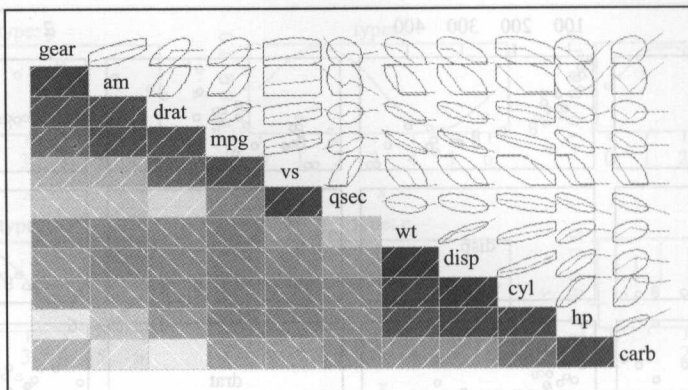 gear
am
drat
mpg
vs
qsec
wt
disp
cyl
hp
carb